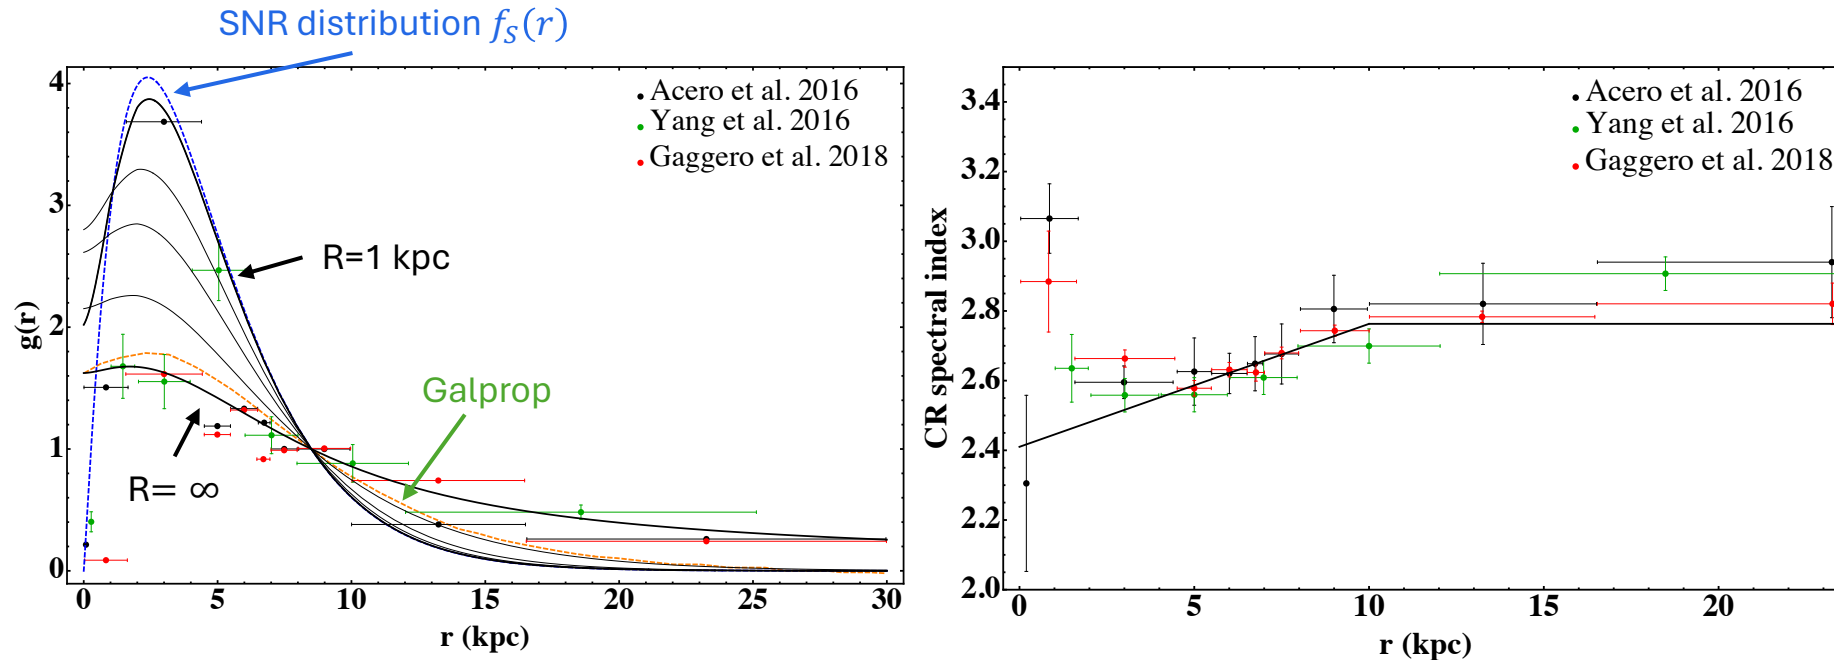 SNR distribution f_S(r)
4
3
2
1
0
g(r)
Acero et al. 2016
Yang et al. 2016
Gaggero et al. 2018
R=1 kpc
Galprop
R= ∞
0 5 10 15 20 25 30
r (kpc)
3.4
3.2
3.0
2.8
2.6
2.4
2.2
2.0
CR spectral index
Acero et al. 2016
Yang et al. 2016
Gaggero et al. 2018
0 5 10 15 20
r (kpc)